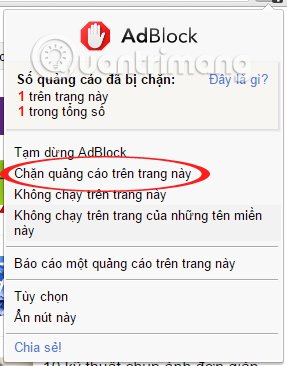 AdBlock
Quantrimang
Số quảng cáo đã bị chặn: Đây là gì?
1 trên trang này
1 trong tổng số
Tạm dừng AdBlock
Chặn quảng cáo trên trang này
Không chạy trên trang này
Không chạy trên trang của những tên miền
này
Báo cáo một quảng cáo trên trang này
Tùy chọn
Ẩn nút này
Chia sẻ!